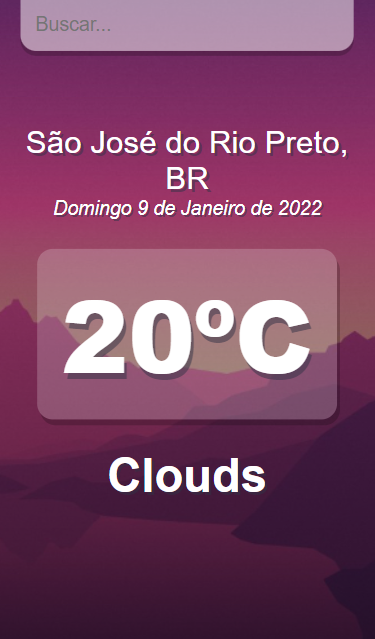 Buscar...
São José do Rio Preto,
BR
Domingo 9 de Janeiro de 2022
20ºC
Clouds